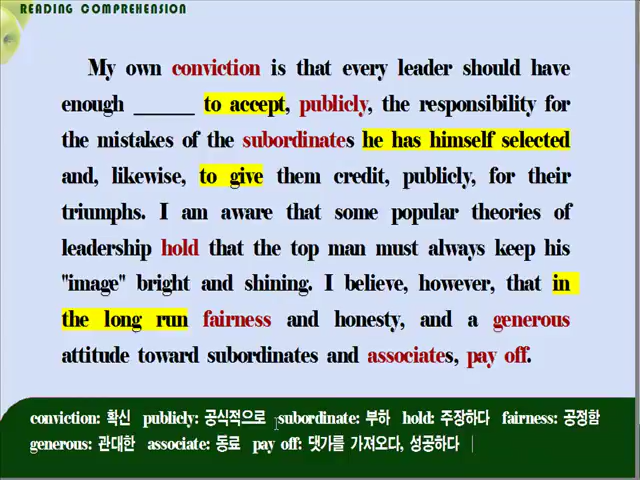 READING COMPREHENSION
My own conviction is that every leader should have
enough ______ to accept, publicly, the responsibility for
the mistakes of the subordinates he has himself selected
and, likewise, to give them credit, publicly, for their
triumphs. I am aware that some popular theories of
leadership hold that the top man must always keep his
"image" bright and shining. I believe, however, that in
the long run fairness and honesty, and a generous
attitude toward subordinates and associates, pay off.
conviction: 확신 publicly: 공식적으로 subordinate: 부하 hold: 주장하다 fairness: 공정함
generous: 관대한 associate: 동료 pay off: 댓가를 가져오다, 성공하다